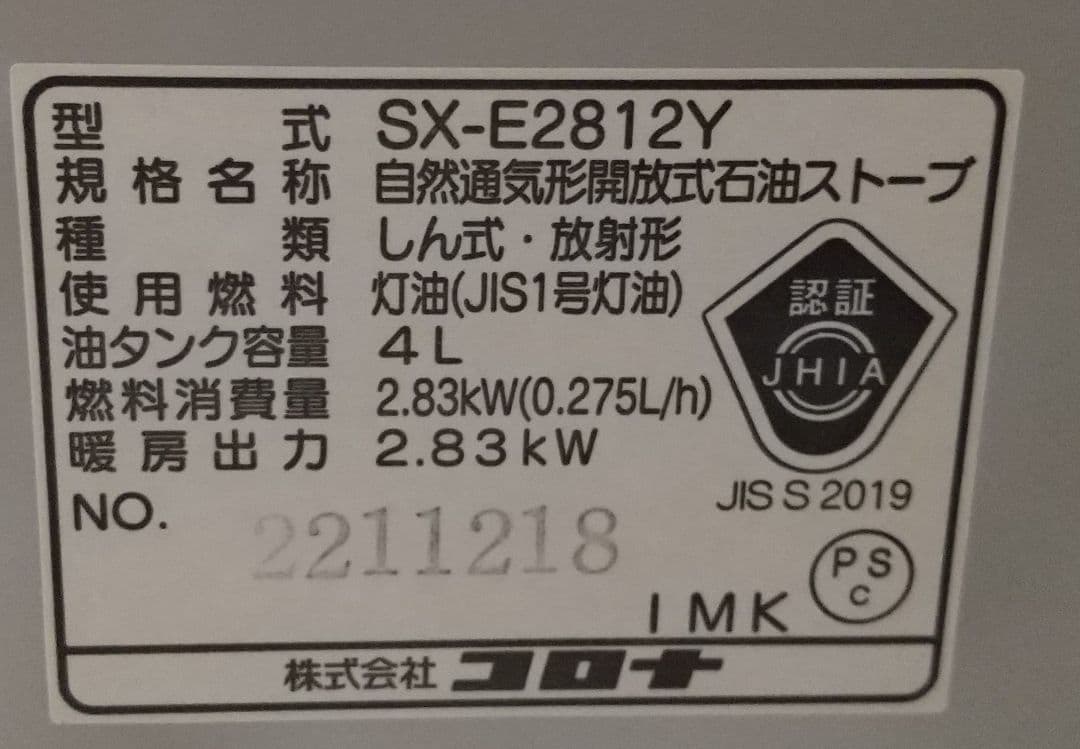 型式 SX-E2812Y
規格名称 自然通気形開放式石油ストーブ
種類 しん式・放射形
使用燃料 灯油(JIS1号灯油)
油タンク容量 4L
燃料消費量 2.83kW(0.275L/h)
暖房出力 2.83kW
認証
JHIA
JIS S 2019
NO. 2211218
PSC
IMK
株式会社 コロナ